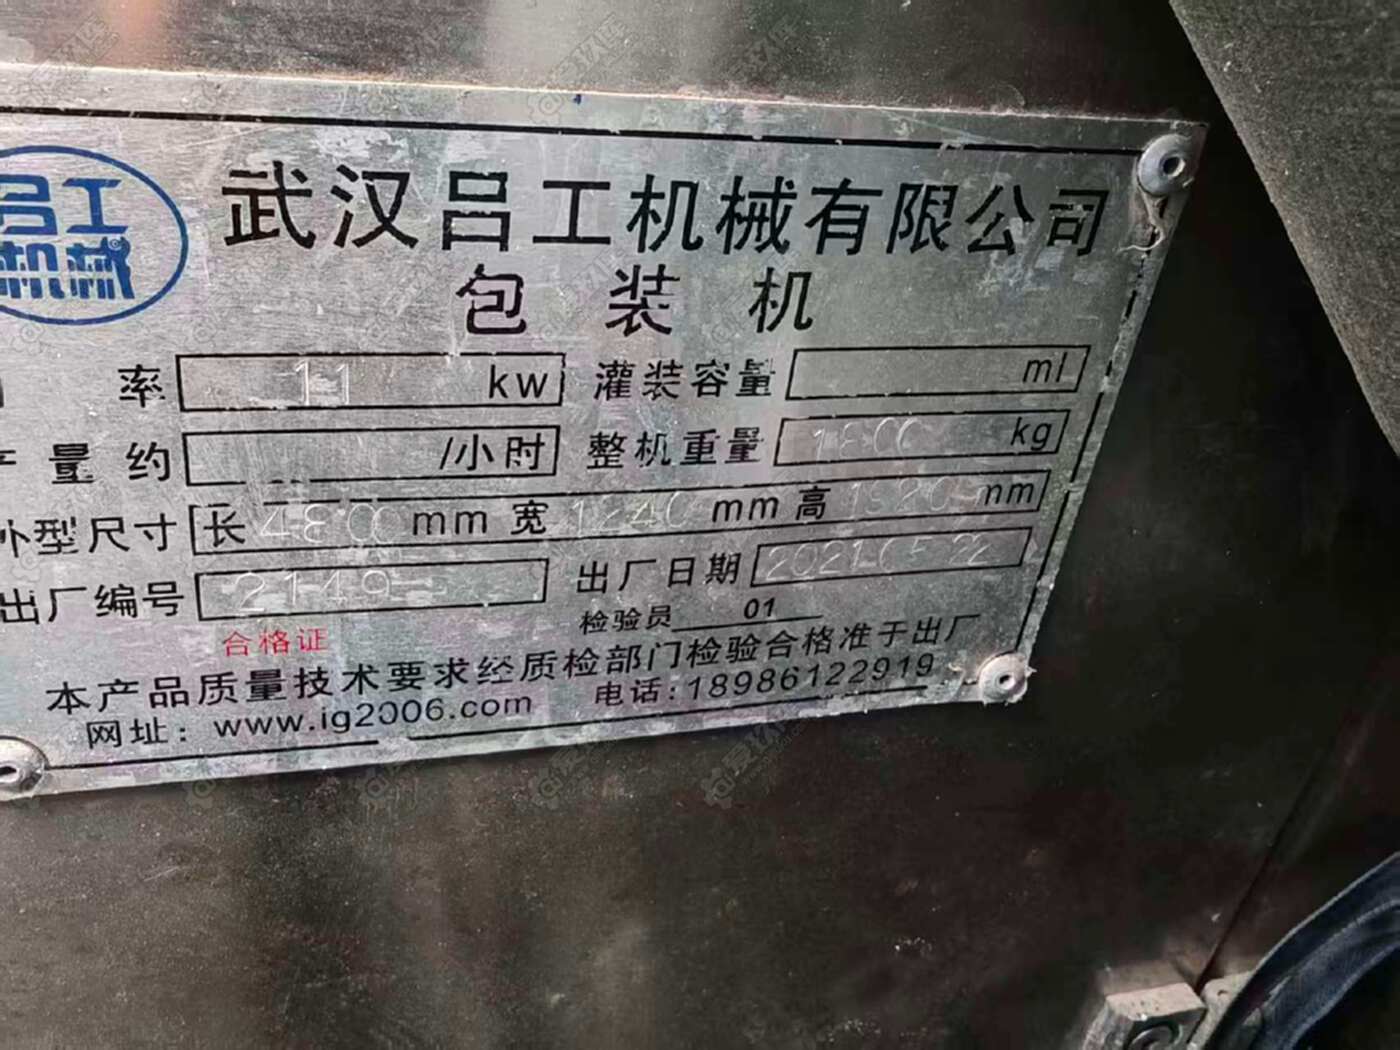 吕工
机械
武汉吕工机械有限公司
包装机
率 11 kw 灌装容量 ml
产量约 /小时 整机重量 1800 kg
外型尺寸 长 4800 mm 宽 1240 mm 高 1920 mm
出厂编号 2149 出厂日期 2021.05.22
合格证 检验员 01
本产品质量技术要求经质检部门检验合格准于出厂
网址：www.ig2006.com 电话:18986122919